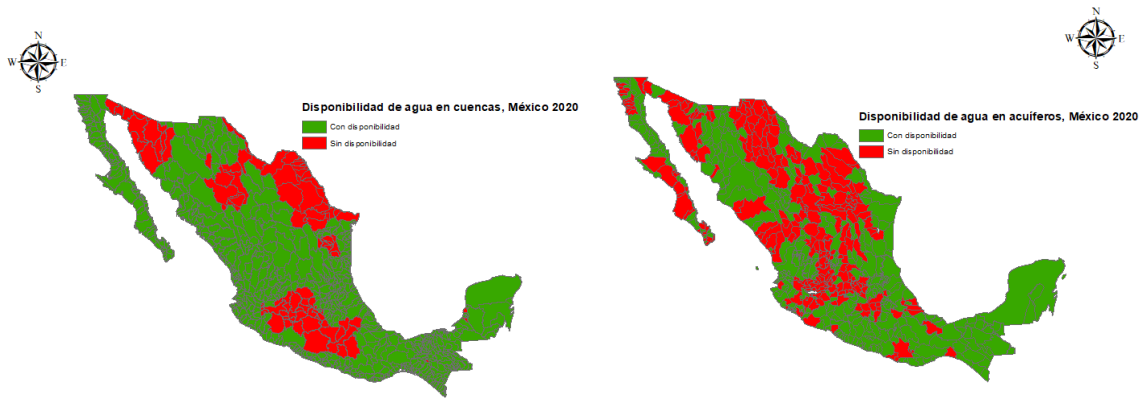 N
W E
S
Disponibilidad de agua en cuencas, México 2020
Con disponibilidad
Sin disponibilidad
N
W E
S
Disponibilidad de agua en acuíferos, México 2020
Con disponibilidad
Sin disponibilidad